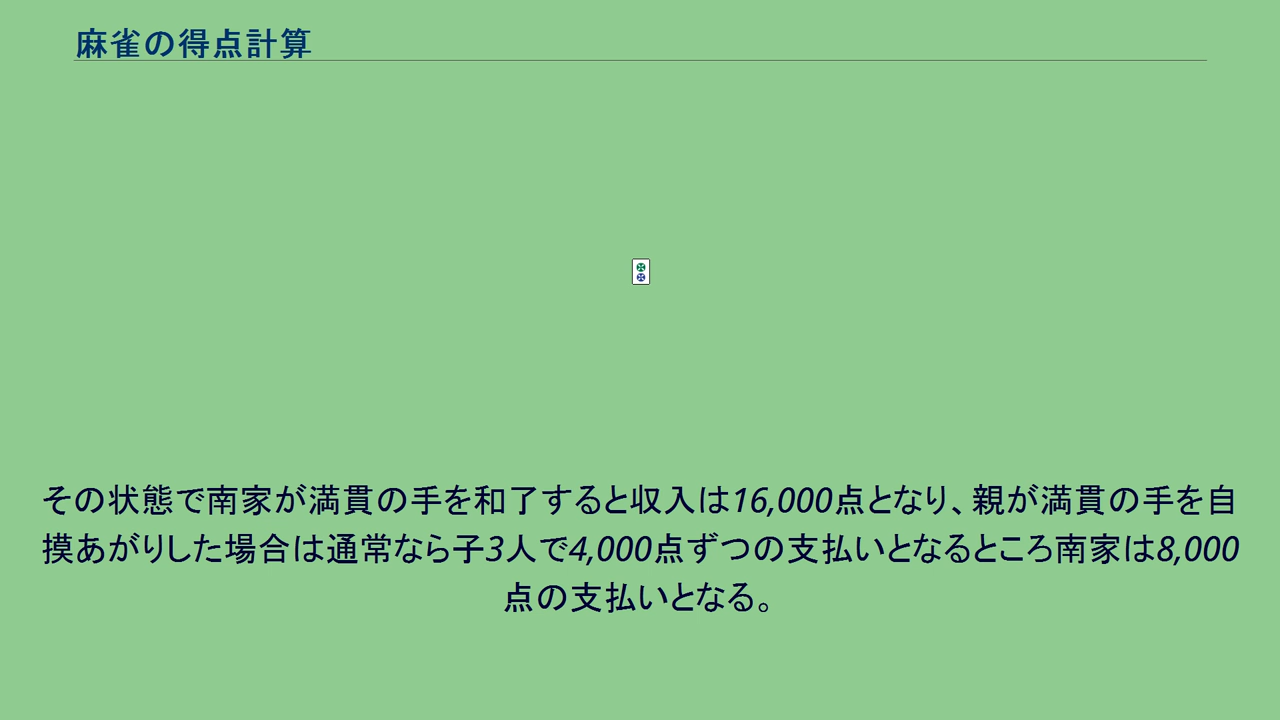 麻雀の得点計算
その状態で南家が満貫の手を和了すると収入は16,000点となり、親が満貫の手を自
摸あがりした場合は通常なら子3人で4,000点ずつの支払いとなるところ南家は8,000
点の支払いとなる。